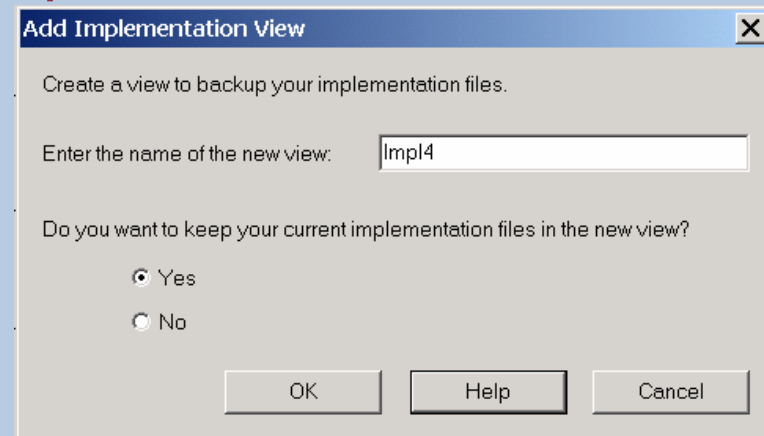 Add Implementation View
Create a view to backup your implementation files.
Enter the name of the new view: Impl4
Do you want to keep your current implementation files in the new view?
Yes
No
OK Help Cancel